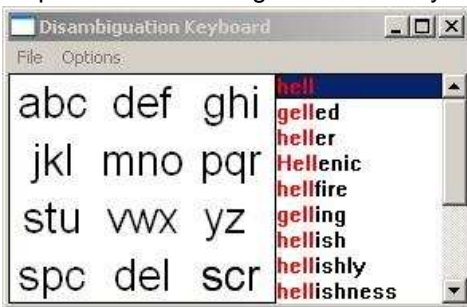 Disambiguation Keyboard
File Options
abc def ghi
jkl mno pqr
stu vwx yz
spc del scr
hell
gelled
heller
Hellenic
hellfire
gelling
hellish
hellishly
hellishness